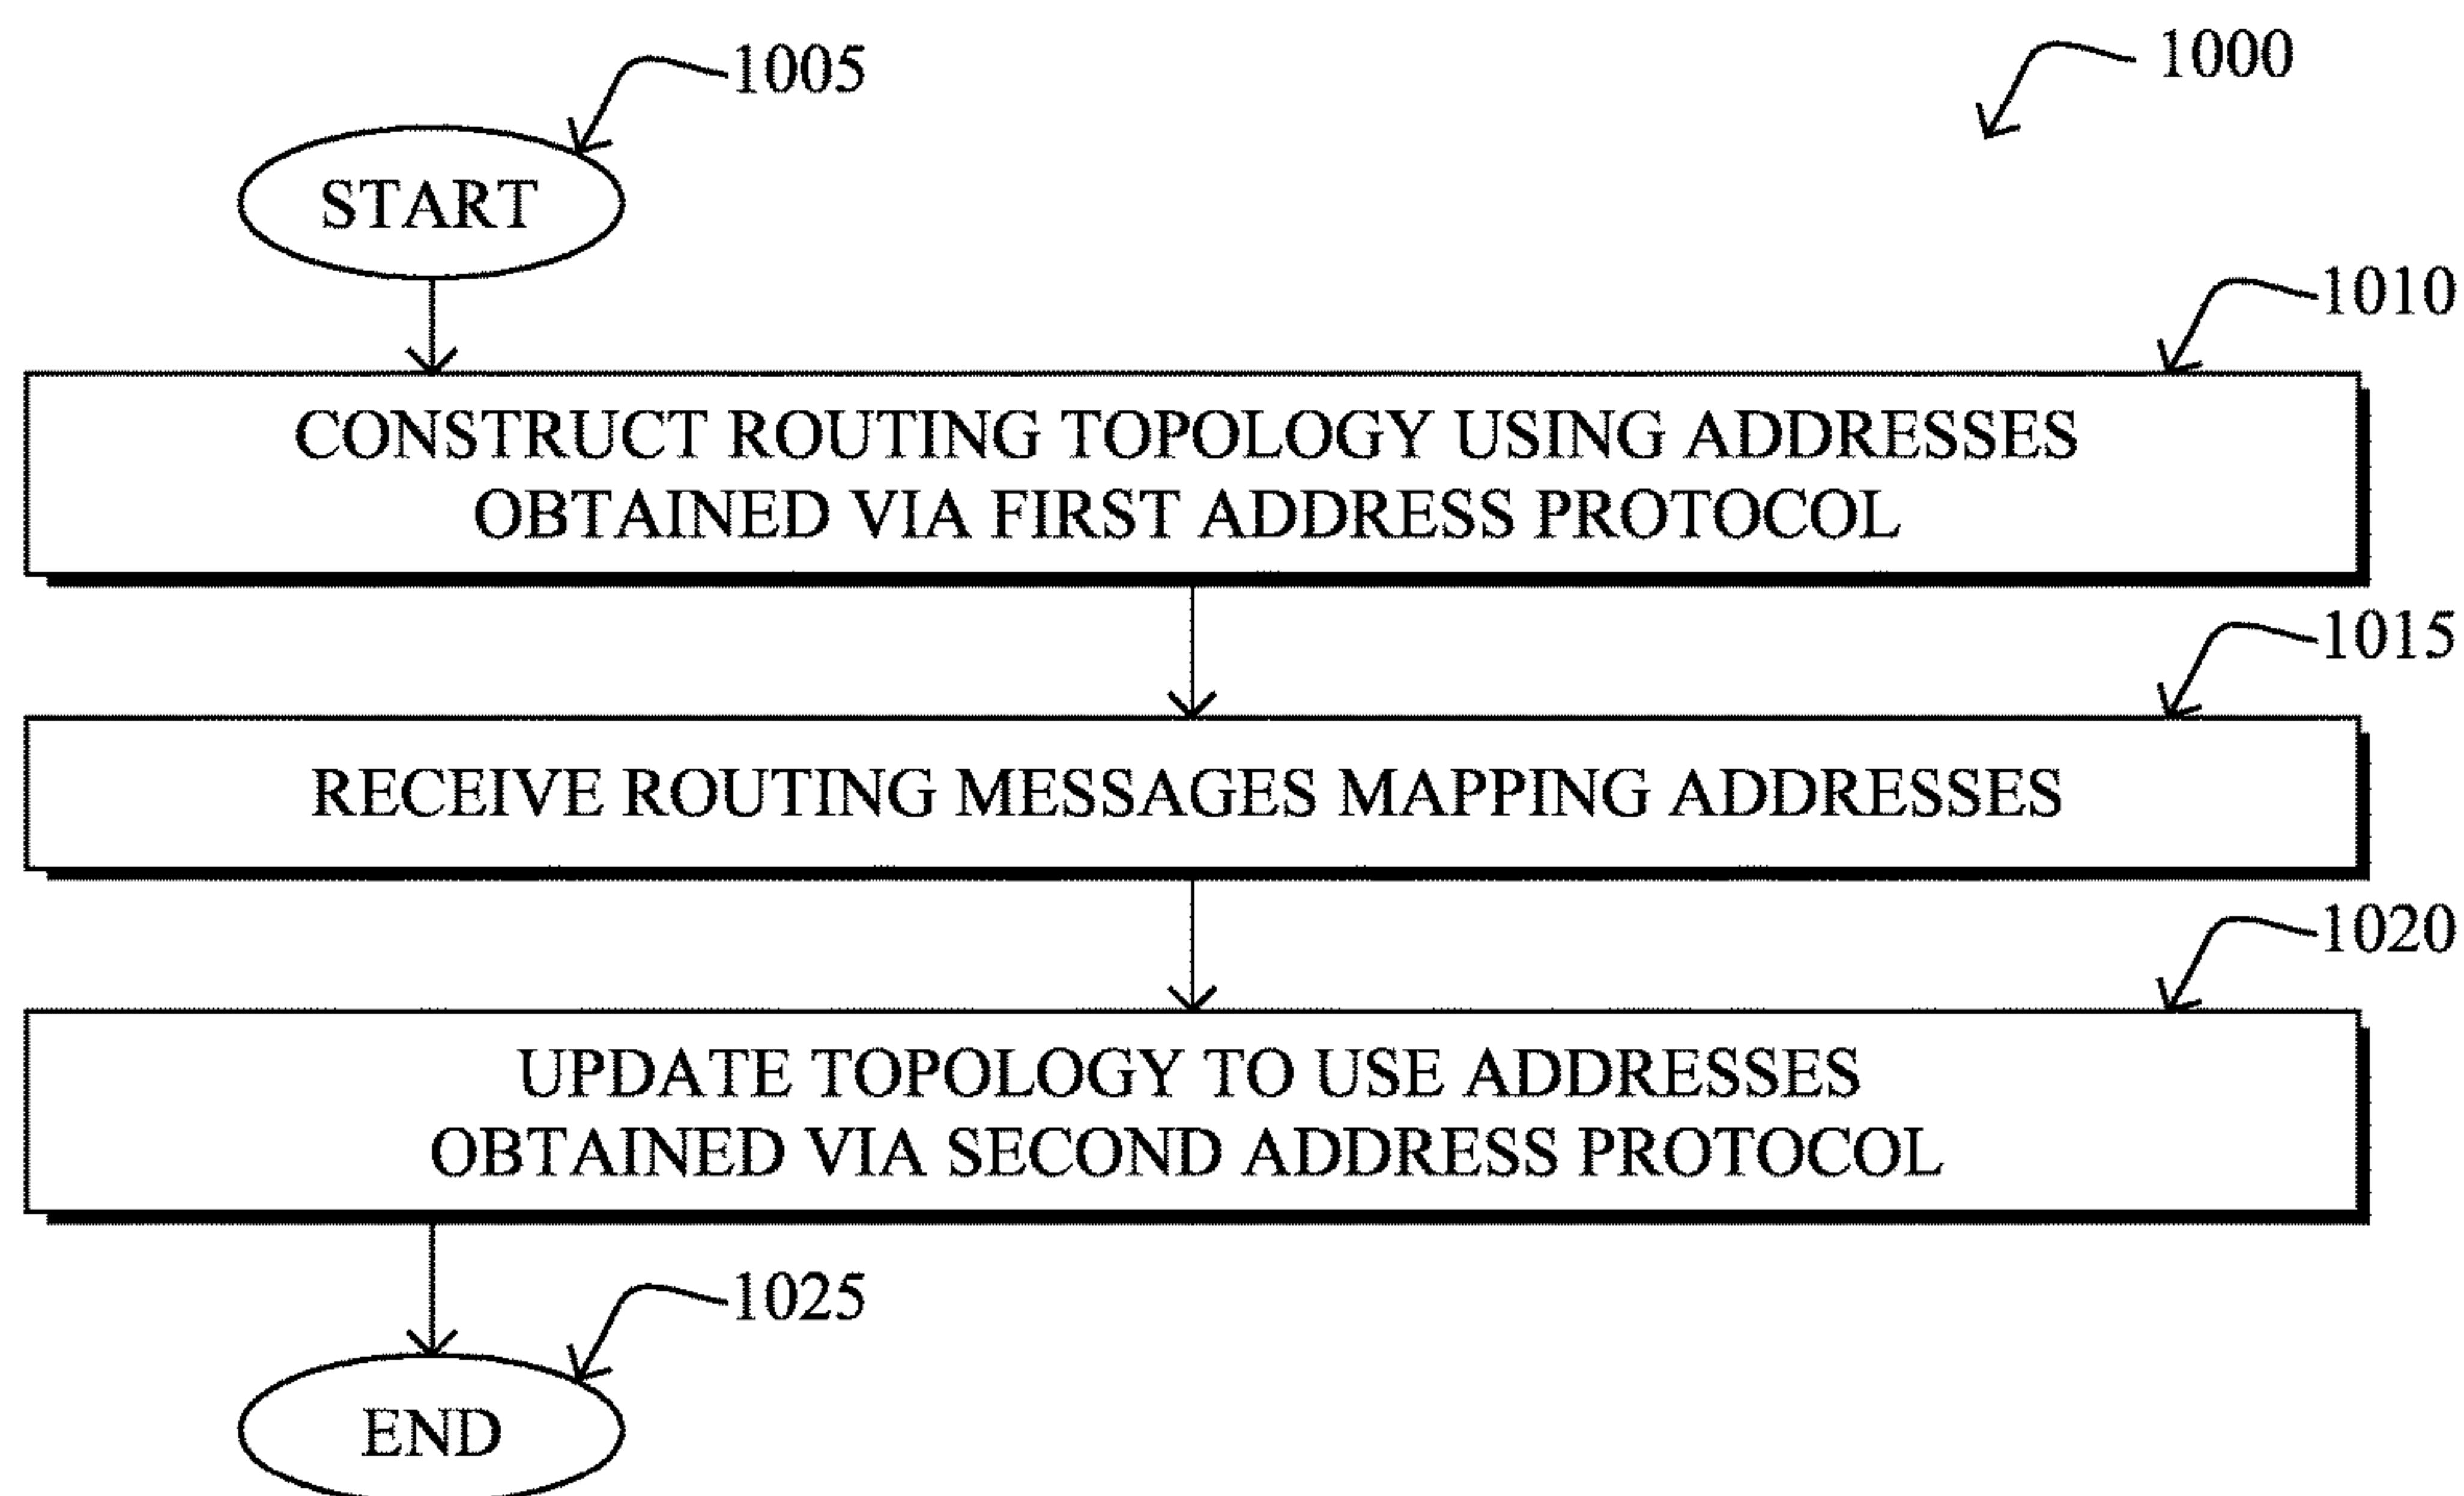 1005
1000
START
1010
CONSTRUCT ROUTING TOPOLOGY USING ADDRESSES
OBTAINED VIA FIRST ADDRESS PROTOCOL
1015
RECEIVE ROUTING MESSAGES MAPPING ADDRESSES
1020
UPDATE TOPOLOGY TO USE ADDRESSES
OBTAINED VIA SECOND ADDRESS PROTOCOL
1025
END